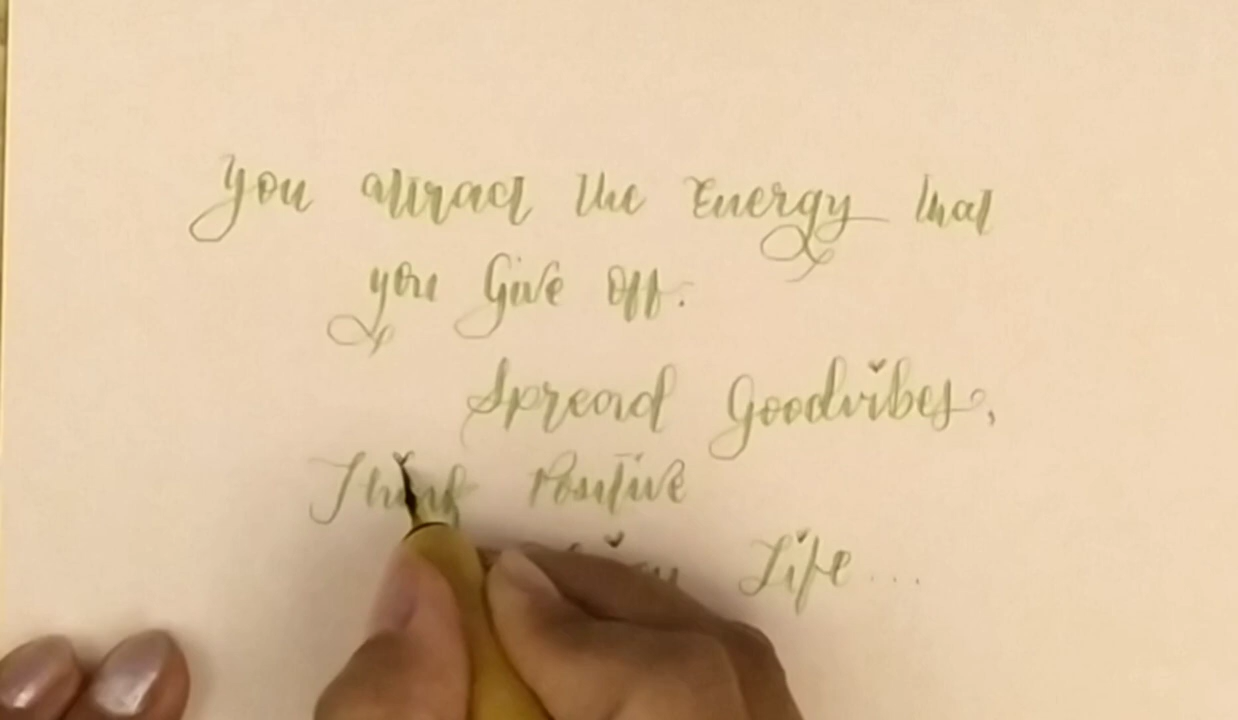 you attract the Energy that
you Give off.
Spread Goodvibes,
Think Positive
Life...